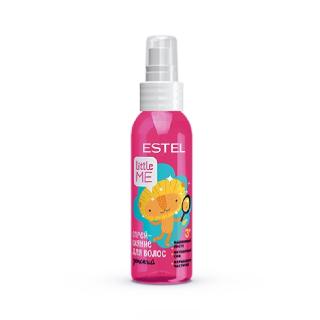 ESTEL
little
ME
3+
СПРЕЙ-
СИЯНИЕ
ДЛЯ ВОЛОС
детский